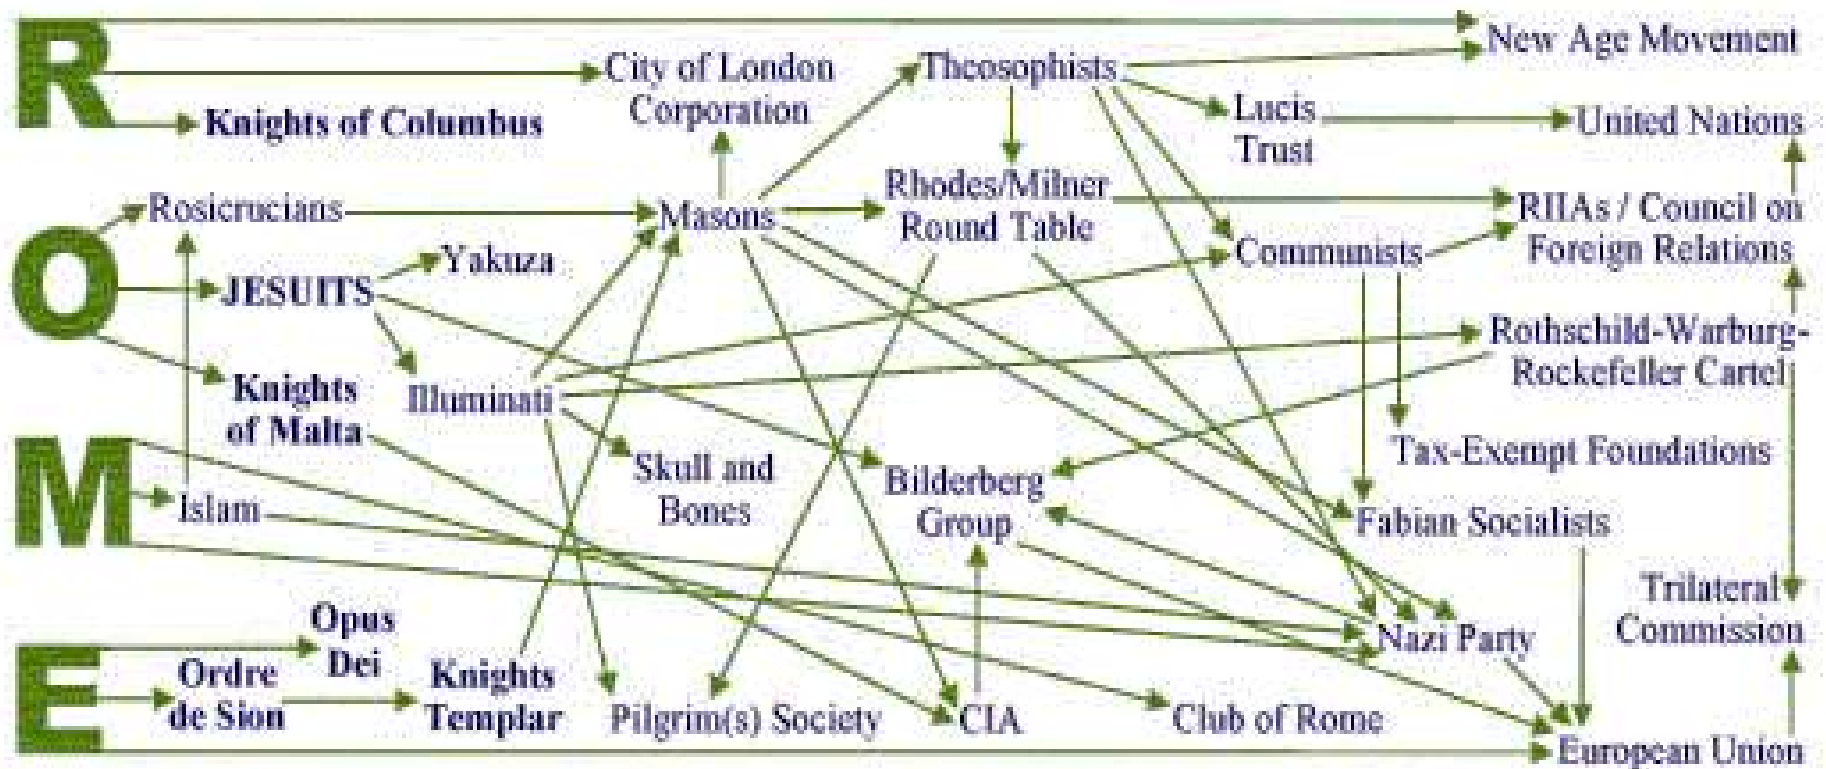 R
O
M
E
New Age Movement
City of London
Corporation
Theosophists
Lucis
Trust
United Nations
Knights of Columbus
Rosicrucians
Masons
Rhodes/Milner
Round Table
RIIAs / Council on
Foreign Relations
Yakuza
Communists
JESUITS
Rothschild-Warburg-
Rockefeller Cartel
Knights
of Malta
Illuminati
Tax-Exempt Foundations
Skull and
Bones
Bilderberg
Group
Islam
Fabian Socialists
Trilateral
Commission
Opus
Dei
Nazi Party
Ordre
de Sion
Knights
Templar
Pilgrim(s) Society
CIA
Club of Rome
European Union